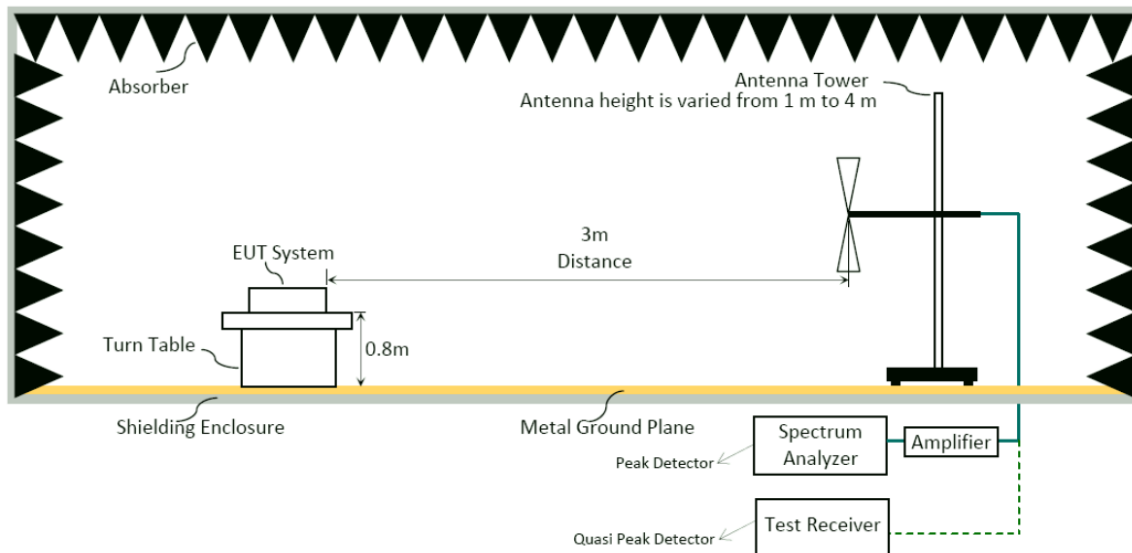 Absorber
Antenna Tower
Antenna height is varied from 1 m to 4 m
3m
Distance
EUT System
Turn Table
0.8m
Shielding Enclosure
Metal Ground Plane
Spectrum
Analyzer
Amplifier
Peak Detector
Test Receiver
Quasi Peak Detector